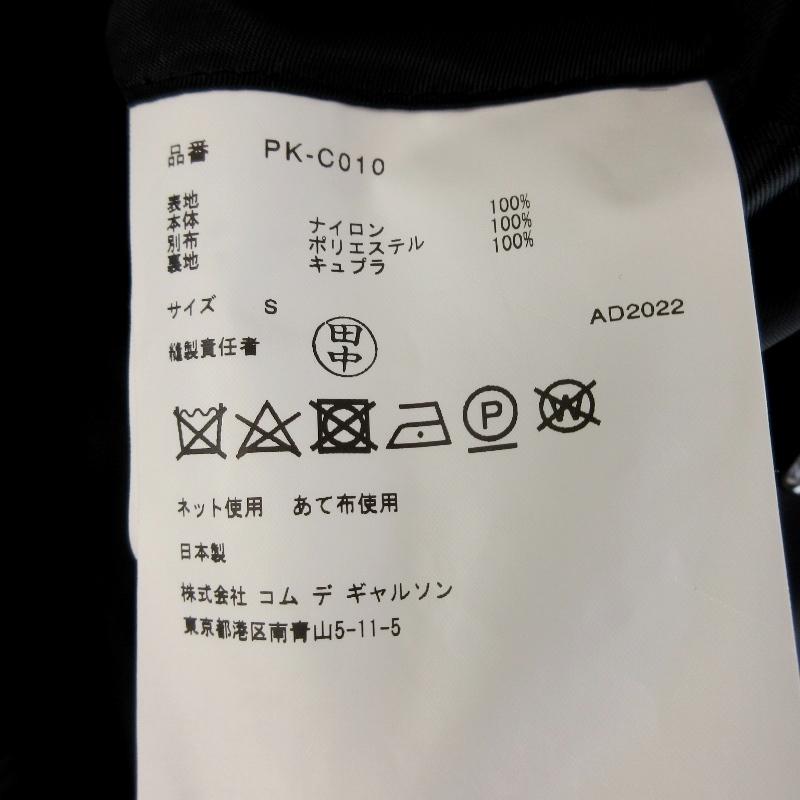 品番 PK-C010
表地 100%
本体 ナイロン 100%
別布 ポリエステル 100%
裏地 キュプラ
サイズ S AD2022
縫製責任者 田中
P
W
ネット使用 あて布使用
日本製
株式会社 コム デ ギャルソン
東京都港区南青山5-11-5